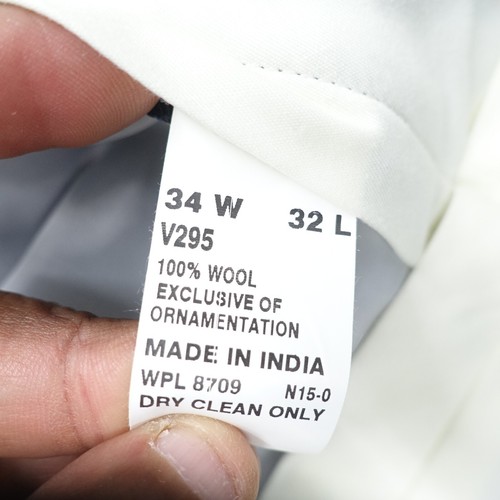 34 W 32 L
V295
100% WOOL
EXCLUSIVE OF
ORNAMENTATION
MADE IN INDIA
WPL 8709 N15-0
DRY CLEAN ONLY